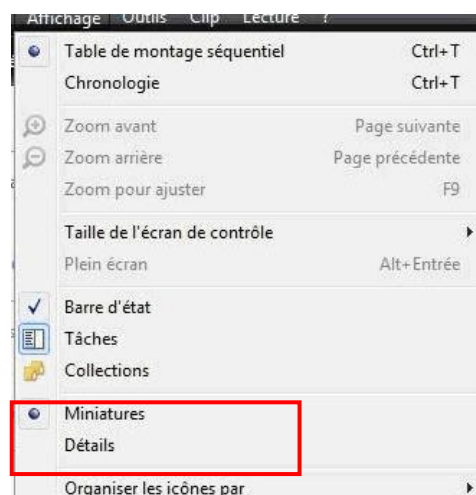 Affichage Outils Clip Lecture ?
Table de montage séquentiel Ctrl+T
Chronologie Ctrl+T
Zoom avant Page suivante
Zoom arrière Page précédente
Zoom pour ajuster F9
Taille de l'écran de contrôle
Plein écran Alt+Entrée
Barre d'état
Tâches
Collections
Miniatures
Détails
Organiser les icônes par